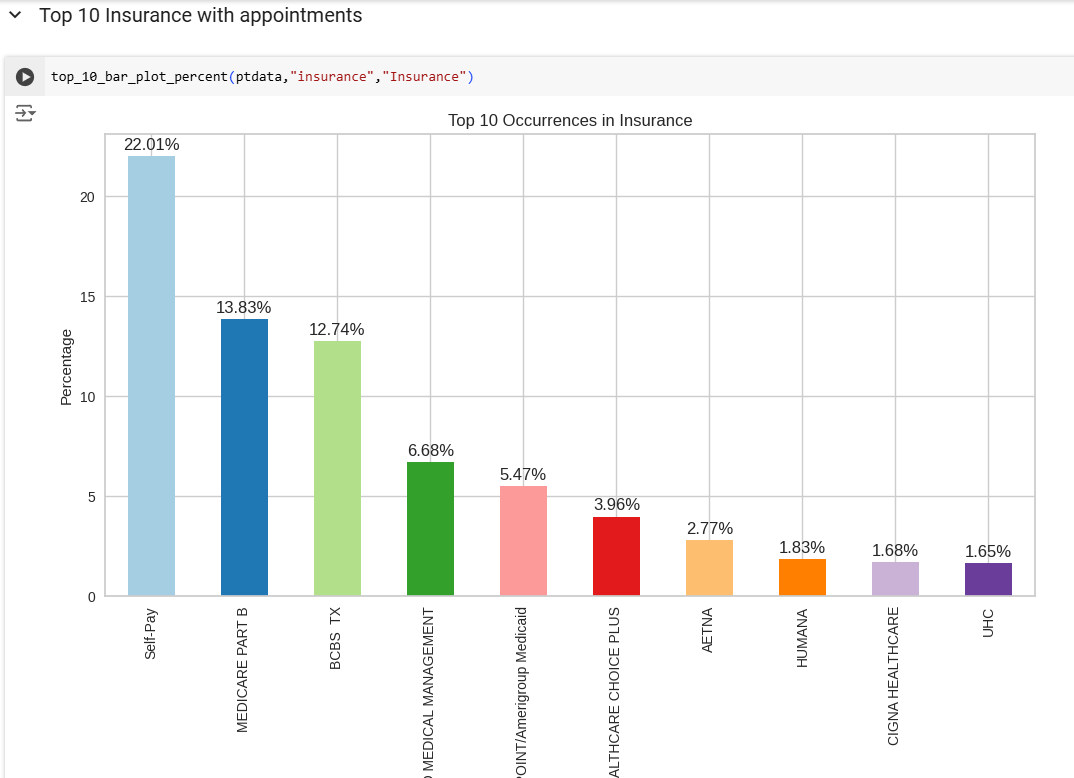 Top 10 Insurance with appointments
top_10_bar_plot_percent(ptdata,"insurance","Insurance")
Top 10 Occurrences in Insurance
22.01%
13.83%
12.74%
6.68%
5.47%
3.96%
2.77%
1.83%
1.68%
1.65%
Percentage
20
15
10
5
0
Self-Pay
MEDICARE PART B
BCBS  TX
MEDICAL MANAGEMENT
OINT/Amerigroup Medicaid
ALTHCARE CHOICE PLUS
AETNA
HUMANA
CIGNA HEALTHCARE
UHC